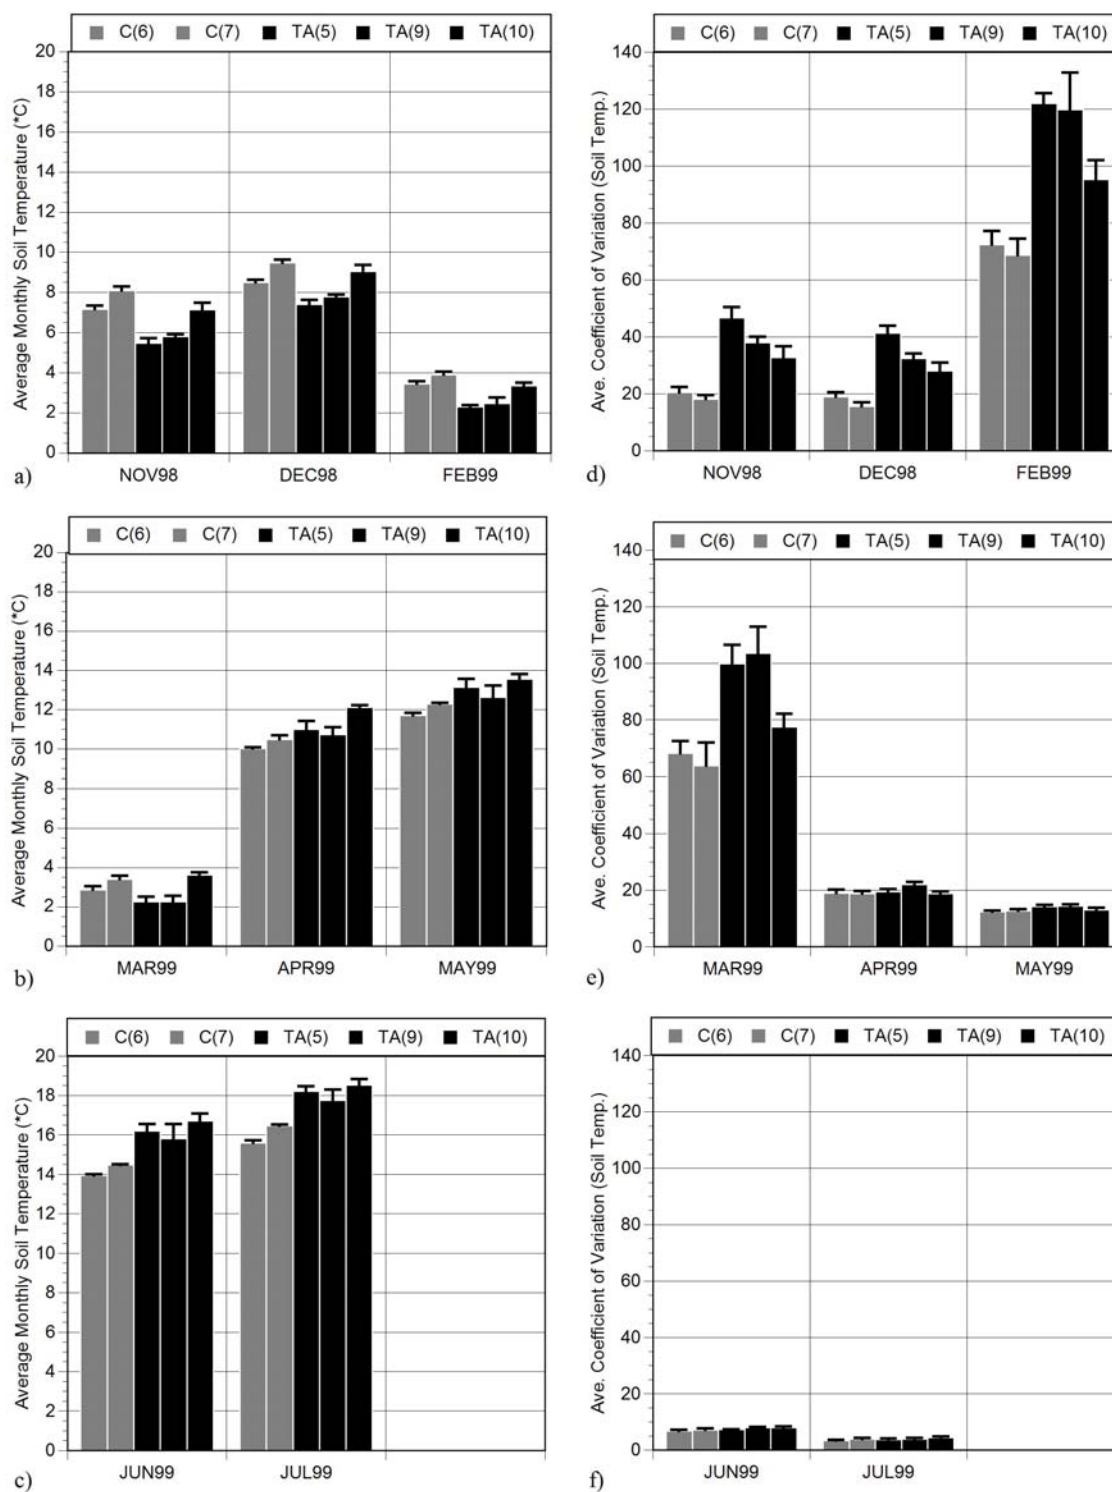 C(6) C(7) TA(5) TA(9) TA(10)
Average Monthly Soil Temperature (*C)
20
18
16
14
12
10
8
6
4
2
0
NOV98 DEC98 FEB99
a)
C(6) C(7) TA(5) TA(9) TA(10)
Ave. Coefficient of Variation (Soil Temp.)
140
120
100
80
60
40
20
0
NOV98 DEC98 FEB99
d)
C(6) C(7) TA(5) TA(9) TA(10)
Average Monthly Soil Temperature (*C)
20
18
16
14
12
10
8
6
4
2
0
MAR99 APR99 MAY99
b)
C(6) C(7) TA(5) TA(9) TA(10)
Ave. Coefficient of Variation (Soil Temp.)
140
120
100
80
60
40
20
0
MAR99 APR99 MAY99
e)
C(6) C(7) TA(5) TA(9) TA(10)
Average Monthly Soil Temperature (*C)
20
18
16
14
12
10
8
6
4
2
0
JUN99 JUL99
c)
C(6) C(7) TA(5) TA(9) TA(10)
Ave. Coefficient of Variation (Soil Temp.)
140
120
100
80
60
40
20
0
JUN99 JUL99
f)